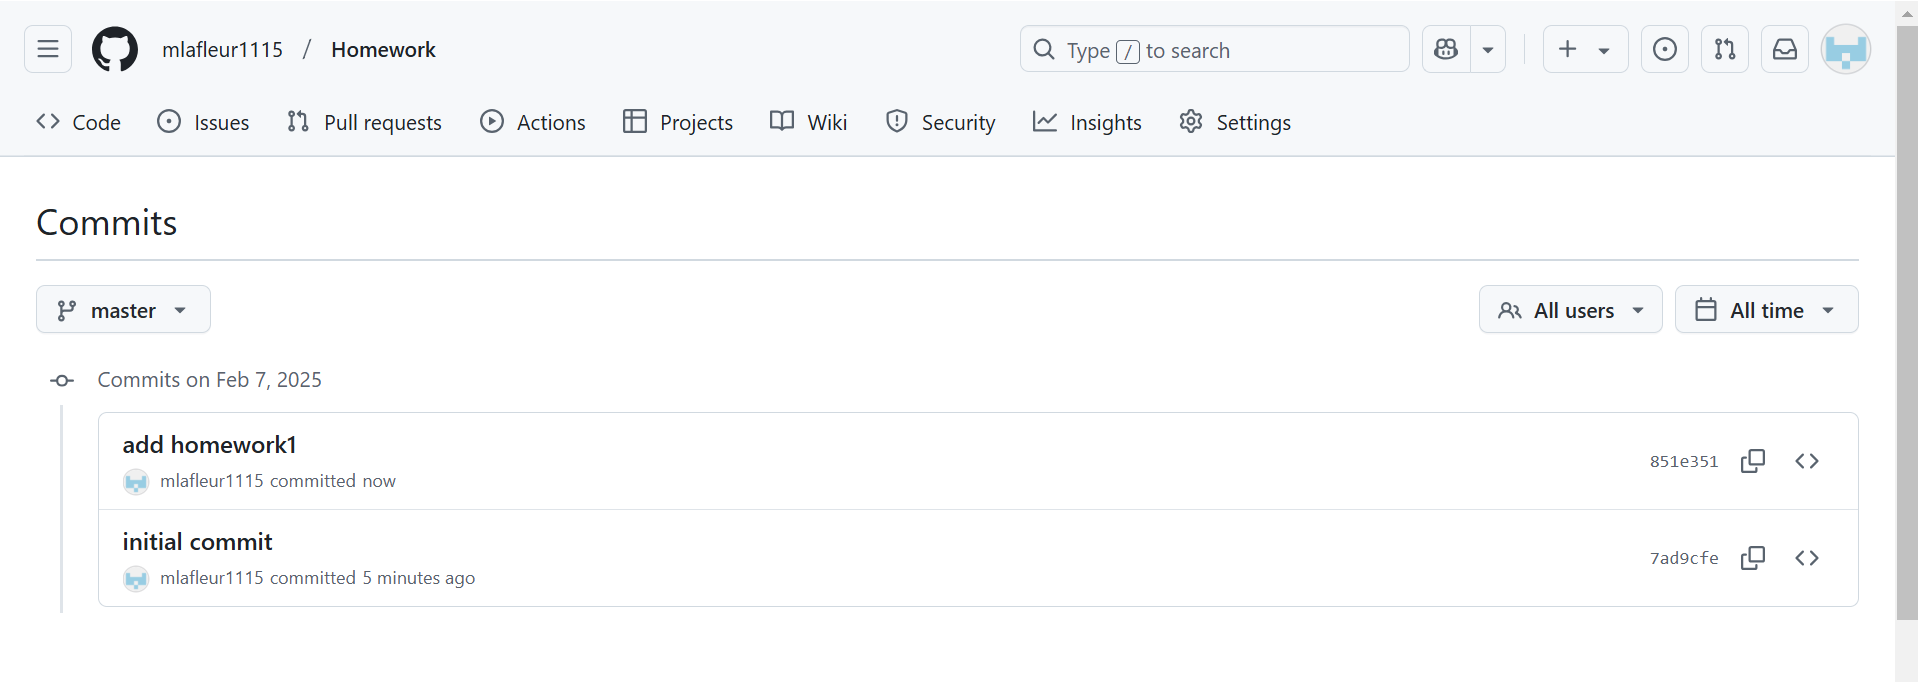 mlafleur1115 / Homework
Type / to search
Code Issues Pull requests Actions Projects Wiki Security Insights Settings
Commits
master
All users All time
Commits on Feb 7, 2025
add homework1
mlafleur1115 committed now
851e351
initial commit
mlafleur1115 committed 5 minutes ago
7ad9cfe